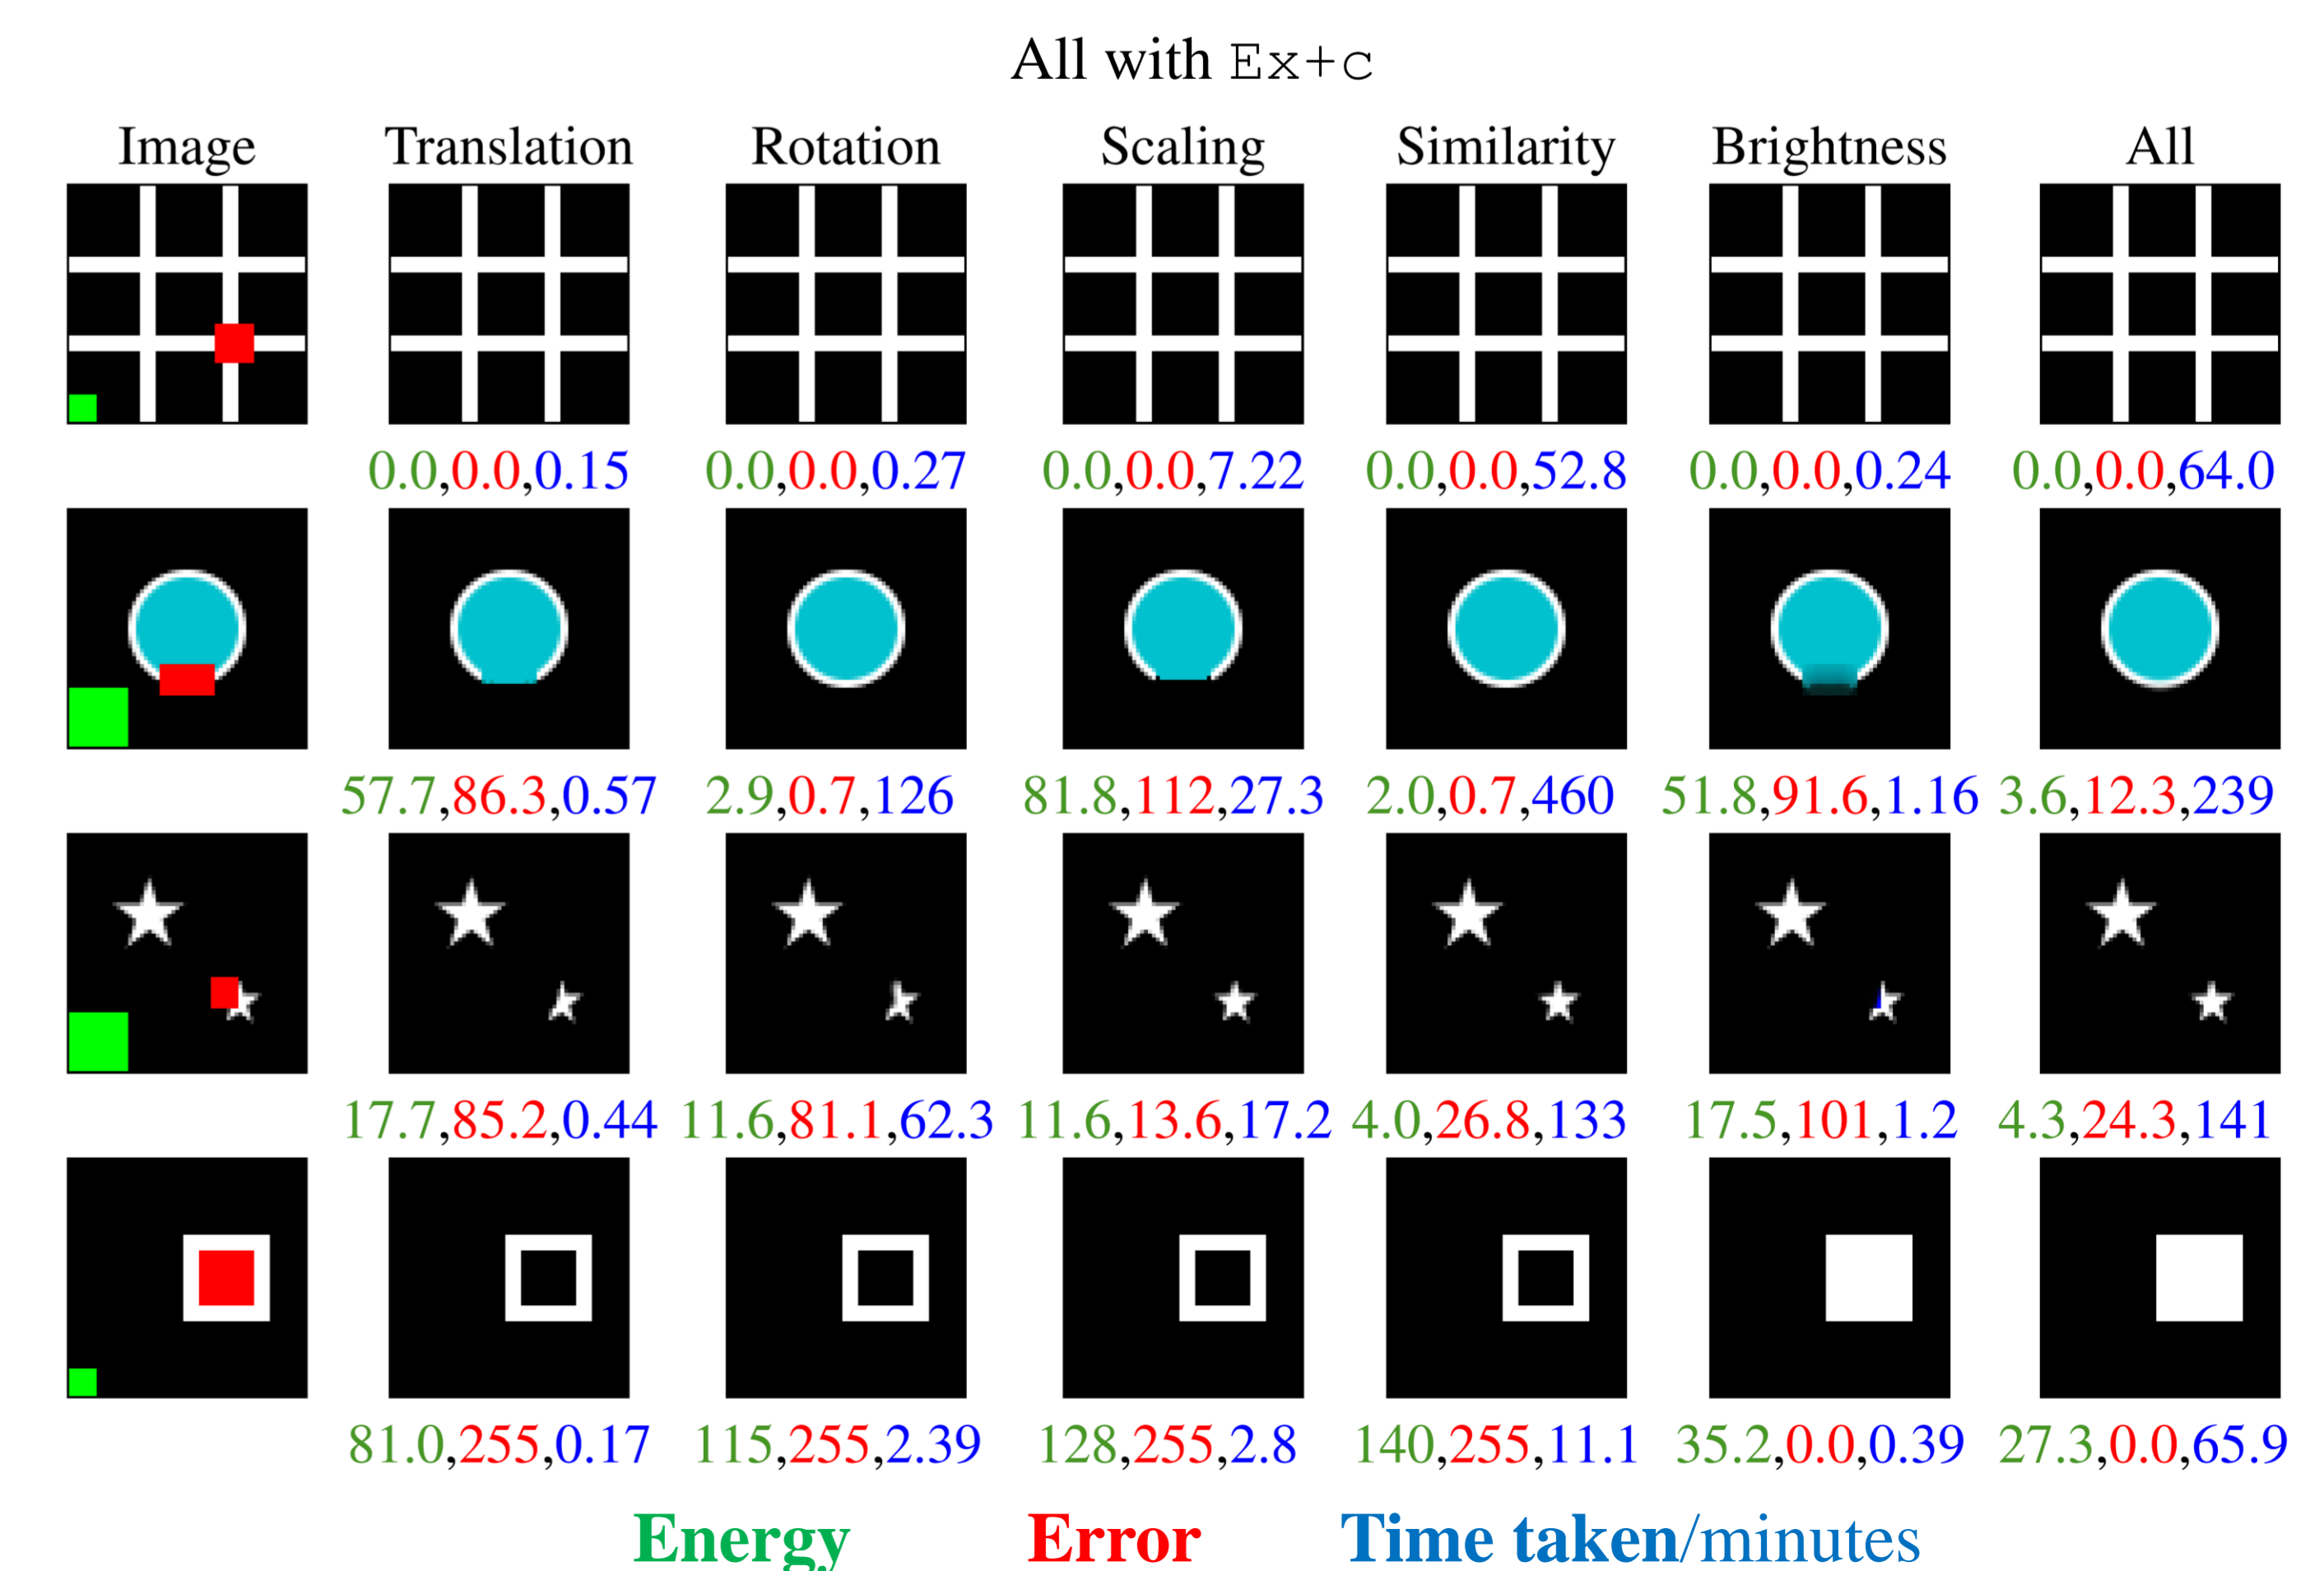 All with Ex+c
Image Translation Rotation Scaling Similarity Brightness All
0.0,0.0,0.15 0.0,0.0,0.27 0.0,0.0,7.22 0.0,0.0,52.8 0.0,0.0,0.24 0.0,0.0,64.0
57.7,86.3,0.57 2.9,0.7,126 81.8,112,27.3 2.0,0.7,460 51.8,91.6,1.16 3.6,12.3,239
17.7,85.2,0.44 11.6,81.1,62.3 11.6,13.6,17.2 4.0,26.8,133 17.5,101,1.2 4.3,24.3,141
81.0,255,0.17 115,255,2.39 128,255,2.8 140,255,11.1 35.2,0.0,0.39 27.3,0.0,65.9
Energy Error Time taken/minutes